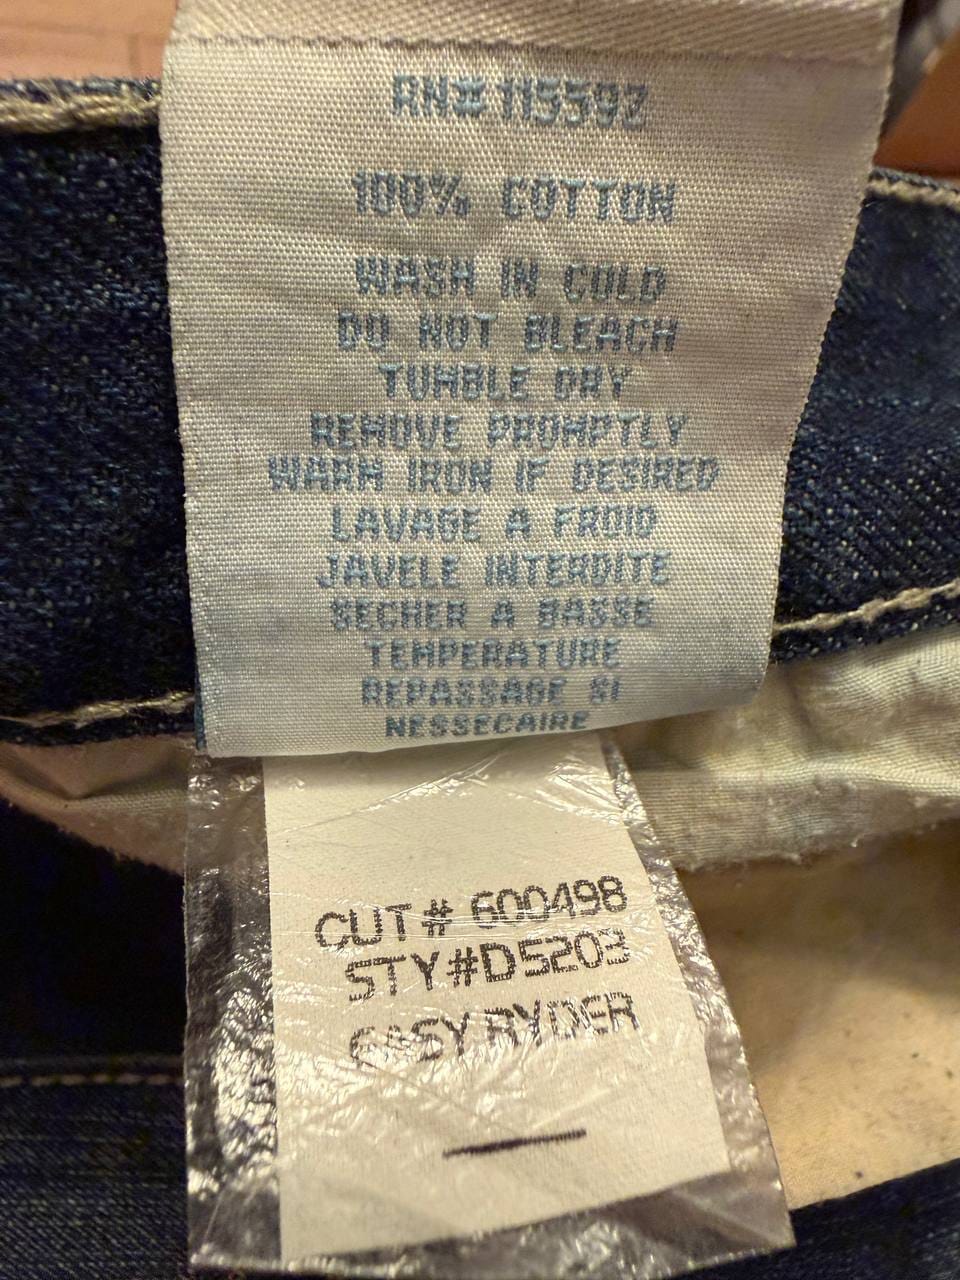 RN# 115592
100% COTTON
WASH IN COLD
DO NOT BLEACH
TUMBLE DRY
REMOVE PROMPTLY
WARM IRON IF DESIRED
LAVAGE A FROID
JAVELE INTERDITE
SECHER A BASSE
TEMPERATURE
REPASSAGE SI
NESSECAIRE
CUT# 600498
STY#D5203
EASY RYDER